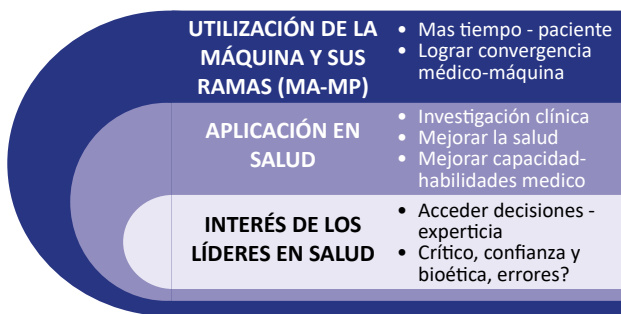 UTILIZACIÓN DE LA
MÁQUINA Y SUS
RAMAS (MA-MP)
• Mas tiempo - paciente
• Lograr convergencia
médico-máquina
APLICACIÓN EN
SALUD
• Investigación clínica
• Mejorar la salud
• Mejorar capacidad-
habilidades medico
INTERÉS DE LOS
LÍDERES EN SALUD
• Acceder decisiones -
experticia
• Crítico, confianza y
bioética, errores?